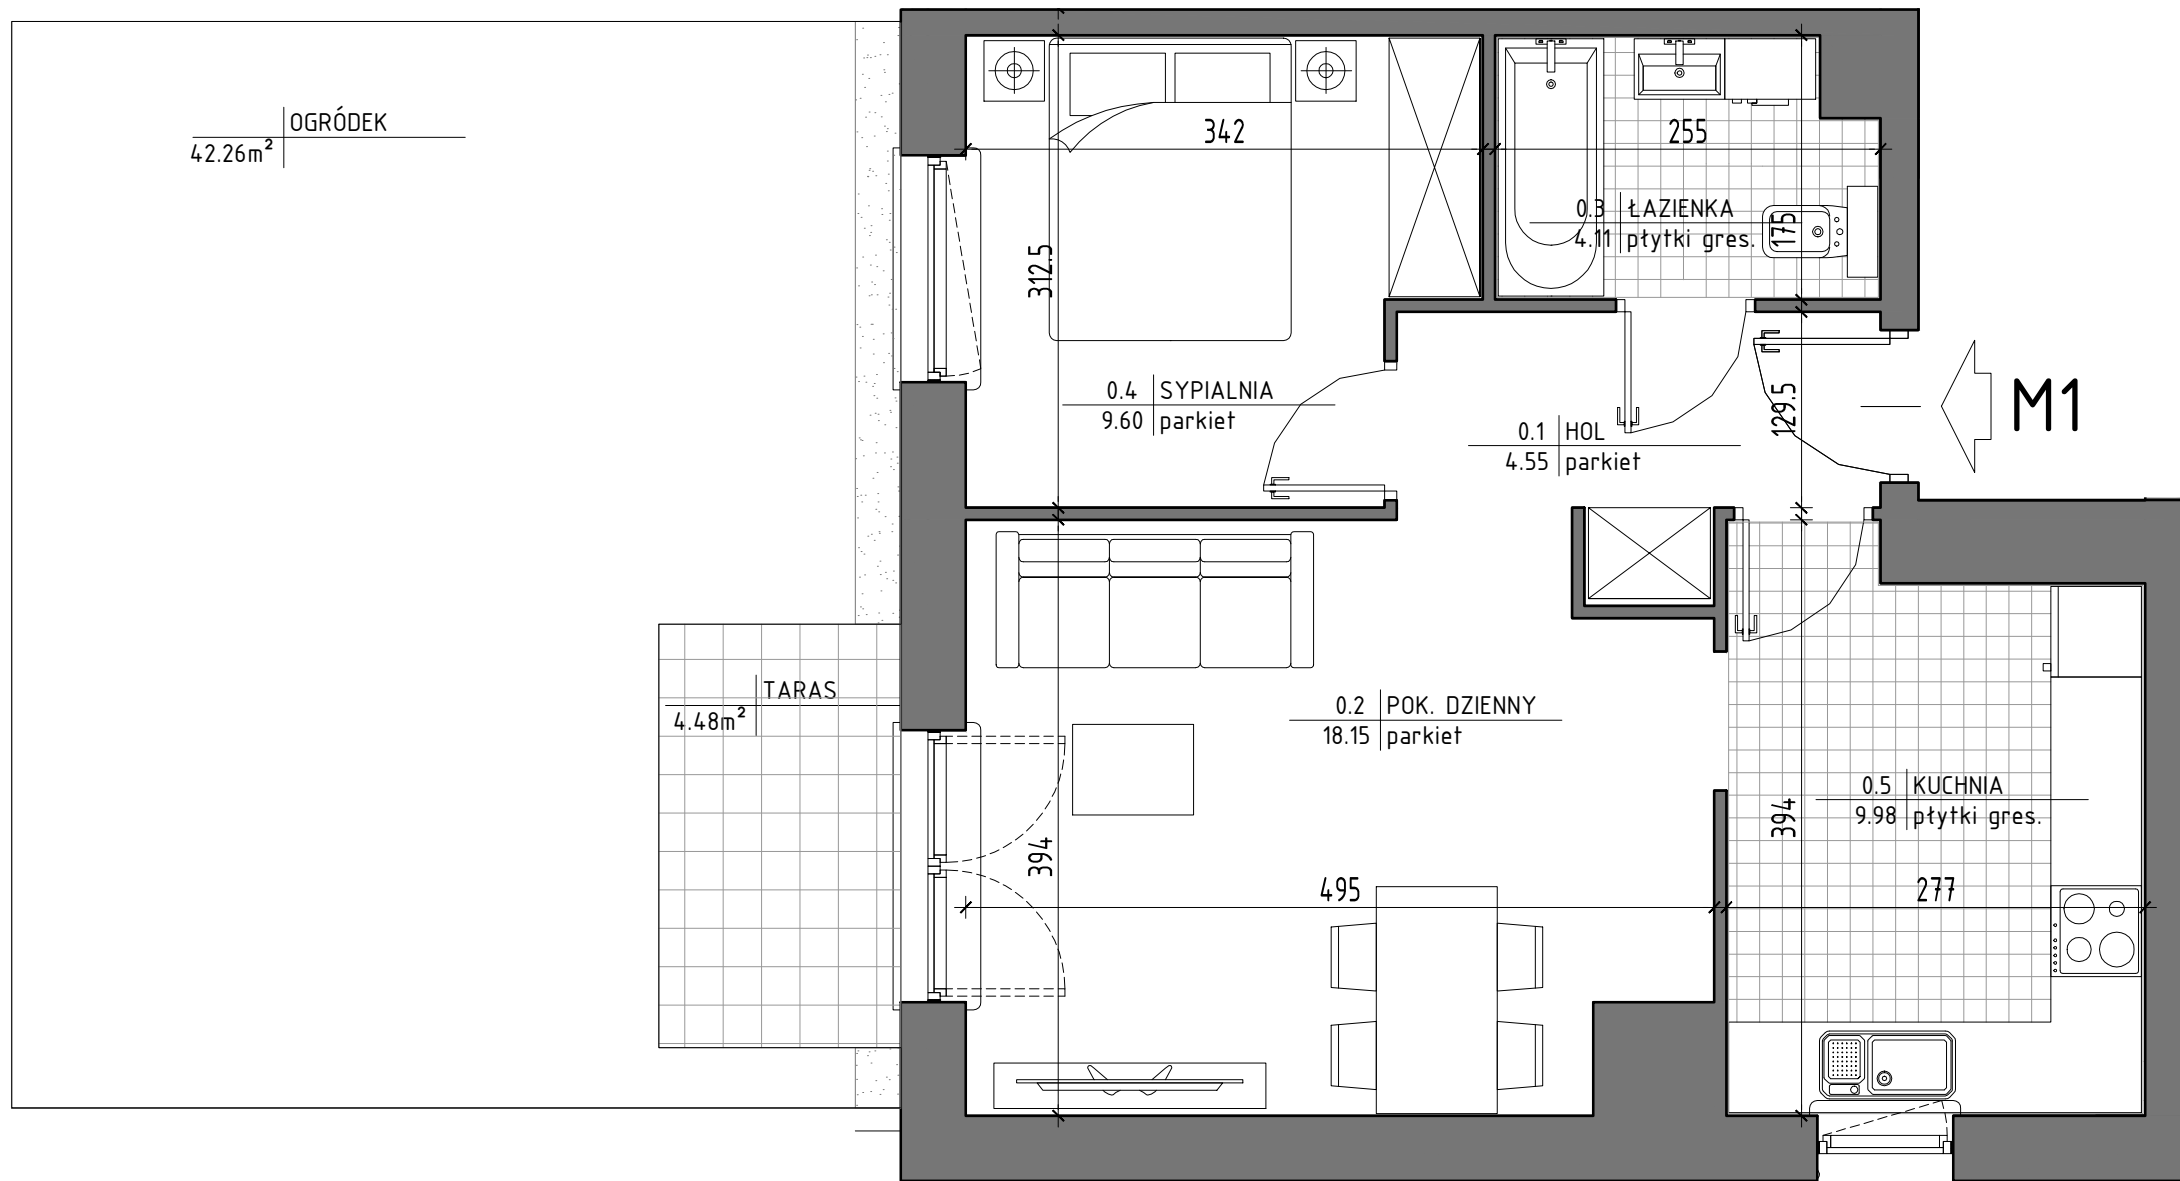 OGRÓDEK
42.26m²
342
255
0.3 ŁAZIENKA
4.11 płytki gres.
175
312.5
0.4 SYPIALNIA
9.60 parkiet
129.5
M1
0.1 HOL
4.55 parkiet
TARAS
4.48m²
0.2 POK. DZIENNY
18.15 parkiet
0.5 KUCHNIA
9.98 płytki gres.
394
394
495
277